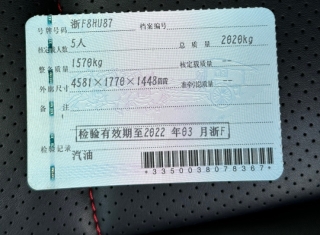 号牌号码 浙F8HU87 档案编号
核定载人数 5人 总质量 2020kg
整备质量 1570kg 核定载质量 --
外廓尺寸 4581×1770×1448mm 准牵引总质量 --
备注
检验有效期至2022年03月浙F
检验记录
汽油
*3350038078367*